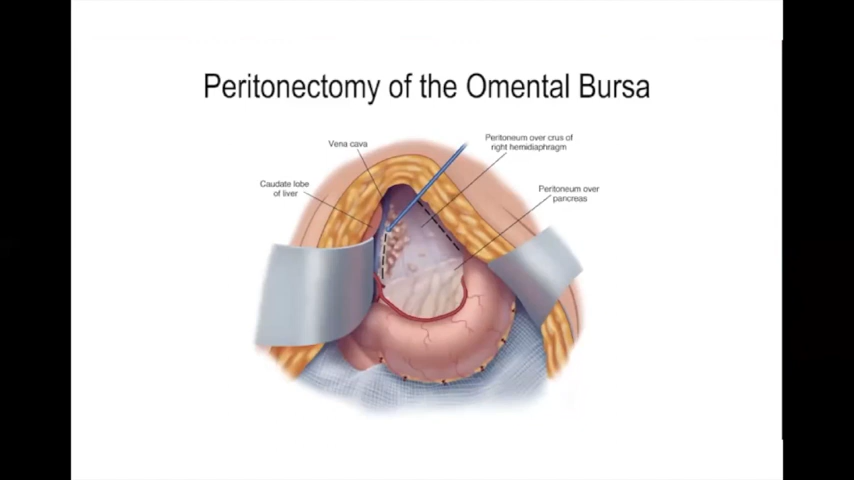 Peritonectomy of the Omental Bursa
Vena cava
Peritoneum over crus of
right hemidiaphragm
Caudate lobe
of liver
Peritoneum over
pancreas